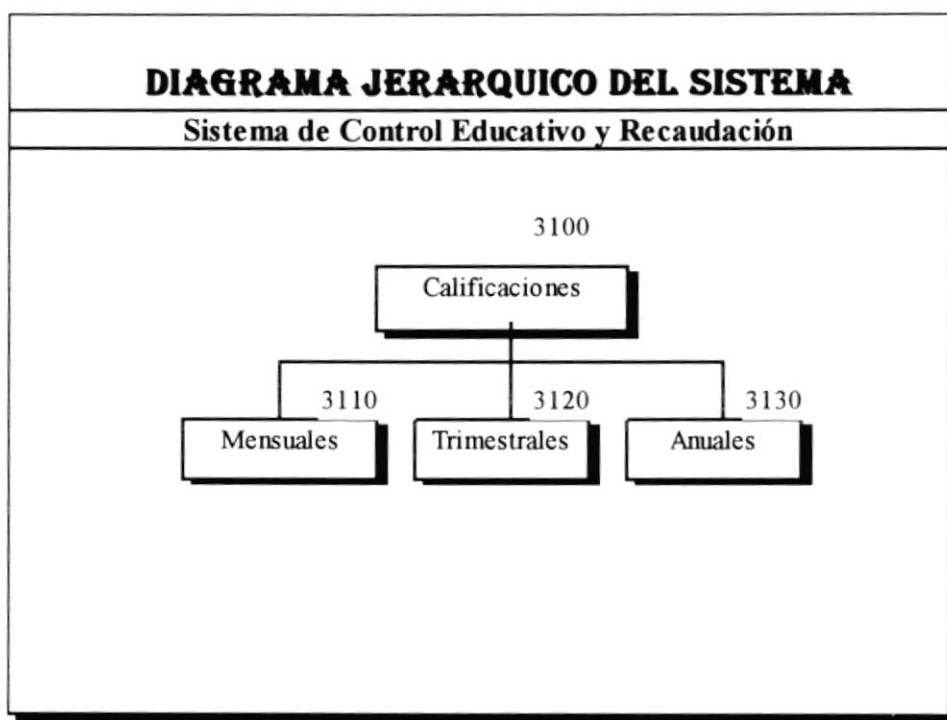 DIAGRAMA JERARQUICO DEL SISTEMA
Sistema de Control Educativo y Recaudación
3100
Calificaciones
3110 3120 3130
Mensuales Trimestrales Anuales